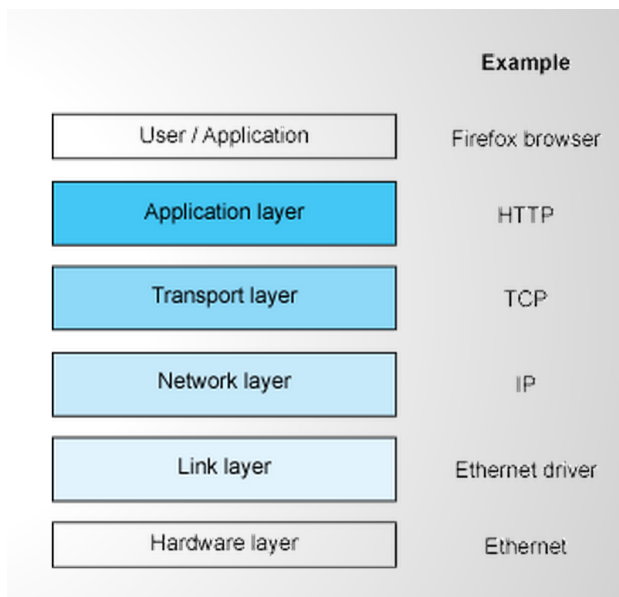 Example
User / Application Firefox browser
Application layer HTTP
Transport layer TCP
Network layer IP
Link layer Ethernet driver
Hardware layer Ethernet